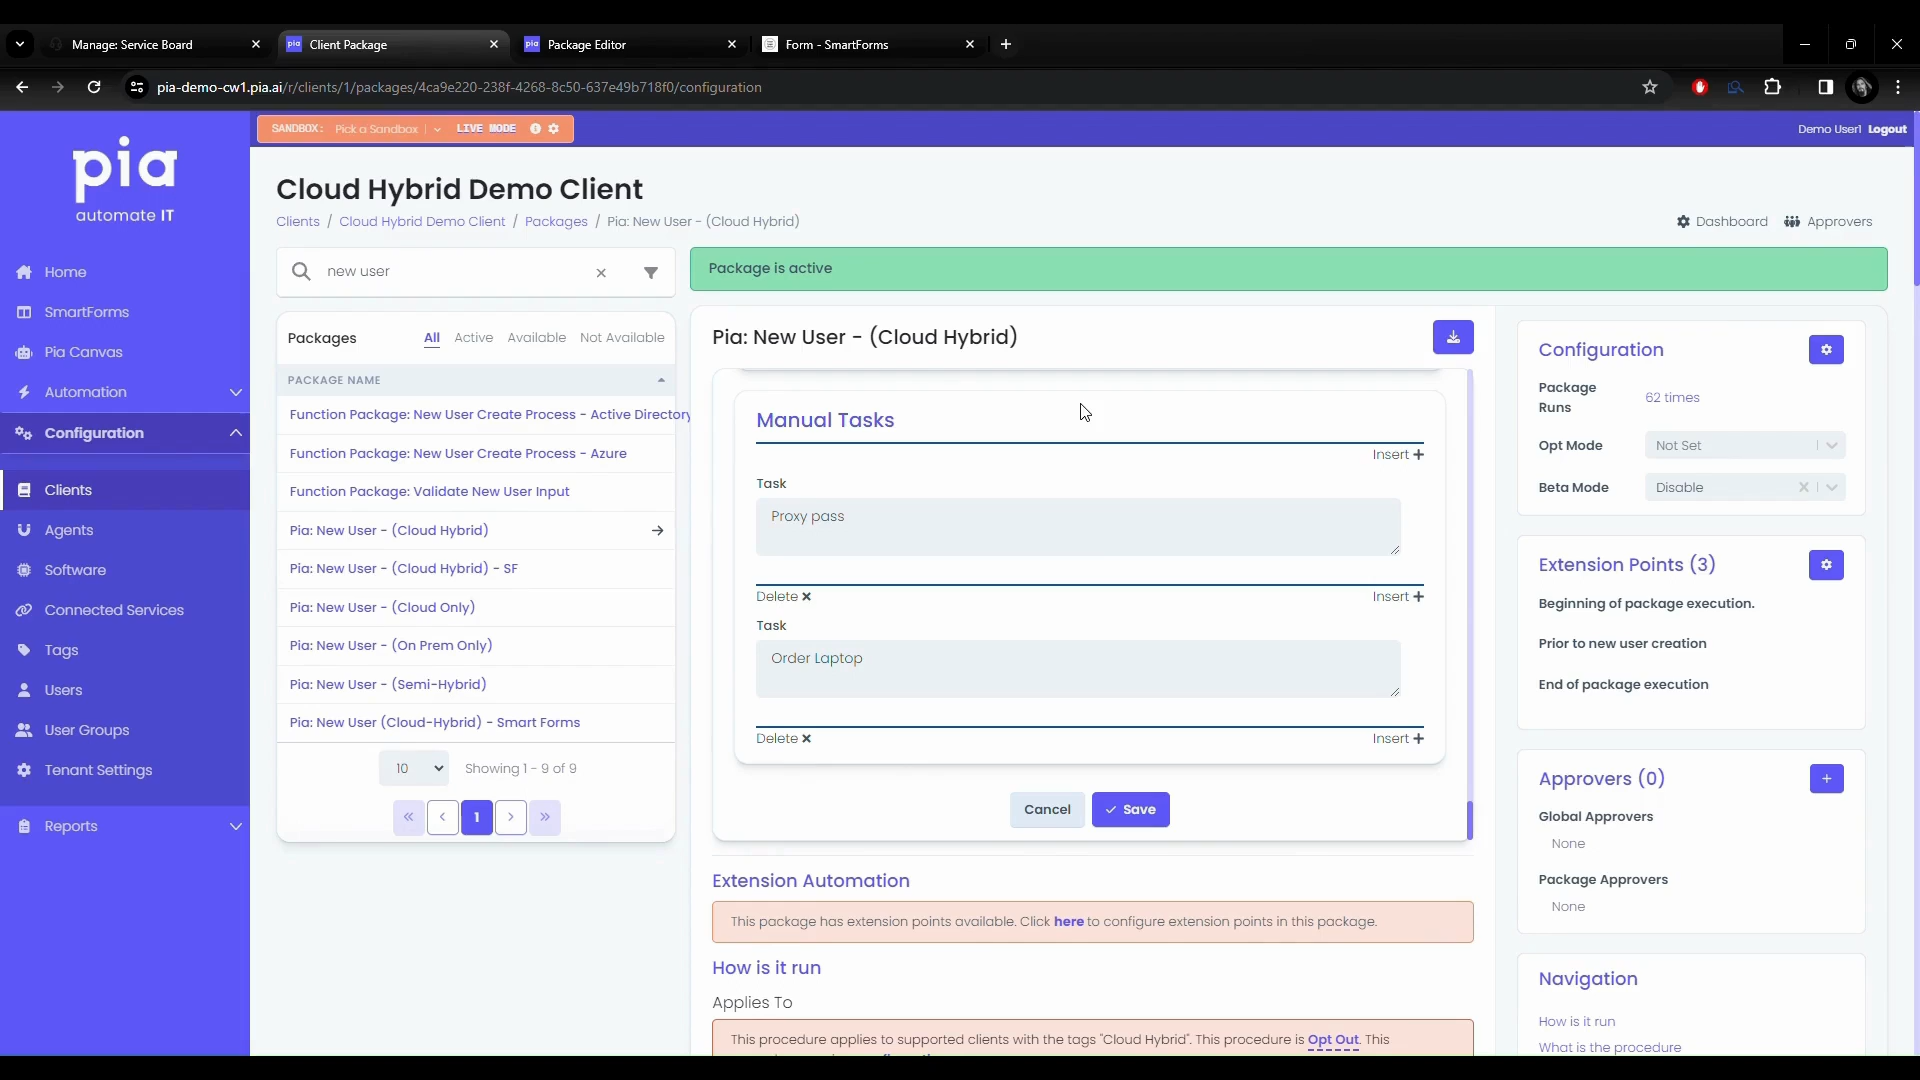 Manage: Service Board
pia Client Package
pia Package Editor
Form - SmartForms
pia-demo-cw1.pia.ai/r/clients/1/packages/4ca9e220-238f-4268-8c50-637e49b718f0/configuration
pia
automate IT
SANDBOX: Pick a Sandbox LIVE MODE
Demo User1 Logout
Cloud Hybrid Demo Client
Clients / Cloud Hybrid Demo Client / Packages / Pia: New User - (Cloud Hybrid)
Dashboard Approvers
Home
SmartForms
Pia Canvas
Automation
Configuration
Clients
Agents
Software
Connected Services
Tags
Users
User Groups
Tenant Settings
Reports
new user
Packages All Active Available Not Available
PACKAGE NAME
Function Package: New User Create Process - Active Directory
Function Package: New User Create Process - Azure
Function Package: Validate New User Input
Pia: New User - (Cloud Hybrid)
Pia: New User - (Cloud Hybrid) - SF
Pia: New User - (Cloud Only)
Pia: New User - (On Prem Only)
Pia: New User - (Semi-Hybrid)
Pia: New User (Cloud-Hybrid) - Smart Forms
10 Showing 1 - 9 of 9
« ‹ 1 › »
Package is active
Pia: New User - (Cloud Hybrid)
Manual Tasks
Insert +
Task
Proxy pass
Delete × Insert +
Task
Order Laptop
Delete × Insert +
Cancel Save
Extension Automation
This package has extension points available. Click here to configure extension points in this package.
How is it run
Applies To
This procedure applies to supported clients with the tags "Cloud Hybrid". This procedure is Opt Out. This
Configuration
Package Runs 62 times
Opt Mode Not Set
Beta Mode Disable
Extension Points (3)
Beginning of package execution.
Prior to new user creation
End of package execution
Approvers (0)
Global Approvers
None
Package Approvers
None
Navigation
How is it run
What is the procedure